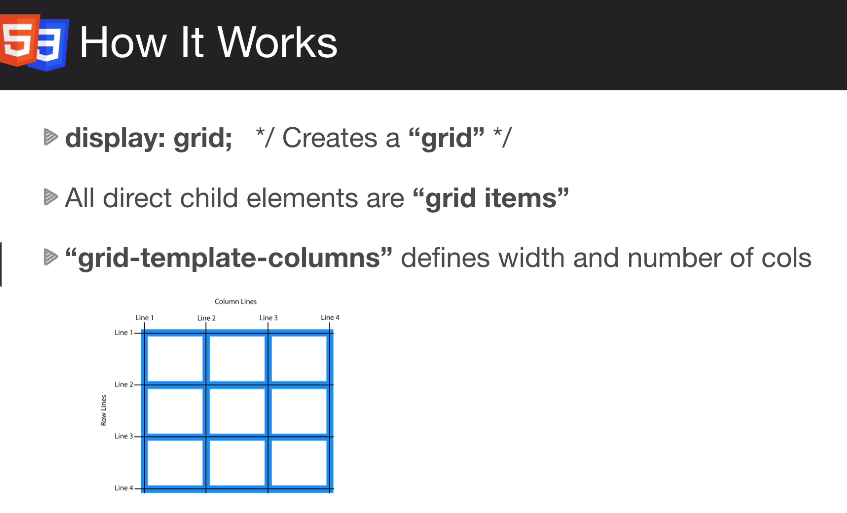 5 3 How It Works
display: grid; */ Creates a “grid” */
All direct child elements are “grid items”
“grid-template-columns” defines width and number of cols
Column Lines
Line 1 Line 2 Line 3 Line 4
Line 1
Line 2
Row Lines
Line 3
Line 4